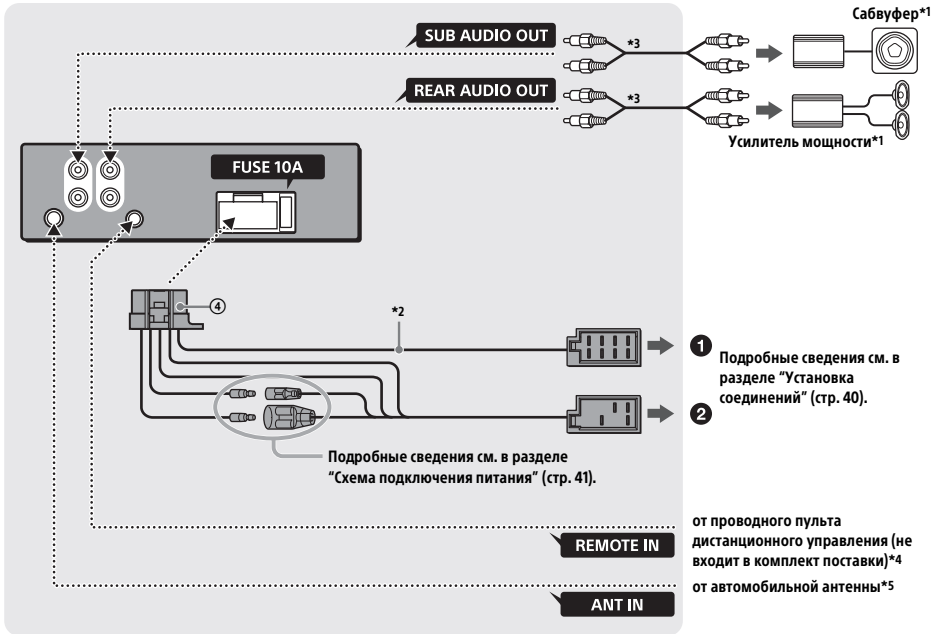 Сабвуфер*1
SUB AUDIO OUT
*3
REAR AUDIO OUT
*3
Усилитель мощности*1
FUSE 10A
④
*2
❶
Подробные сведения см. в
разделе “Установка
соединений” (стр. 40).
❷
Подробные сведения см. в разделе
“Схема подключения питания” (стр. 41).
от проводного пульта
дистанционного управления (не
входит в комплект поставки)*4
REMOTE IN
от автомобильной антенны*5
ANT IN